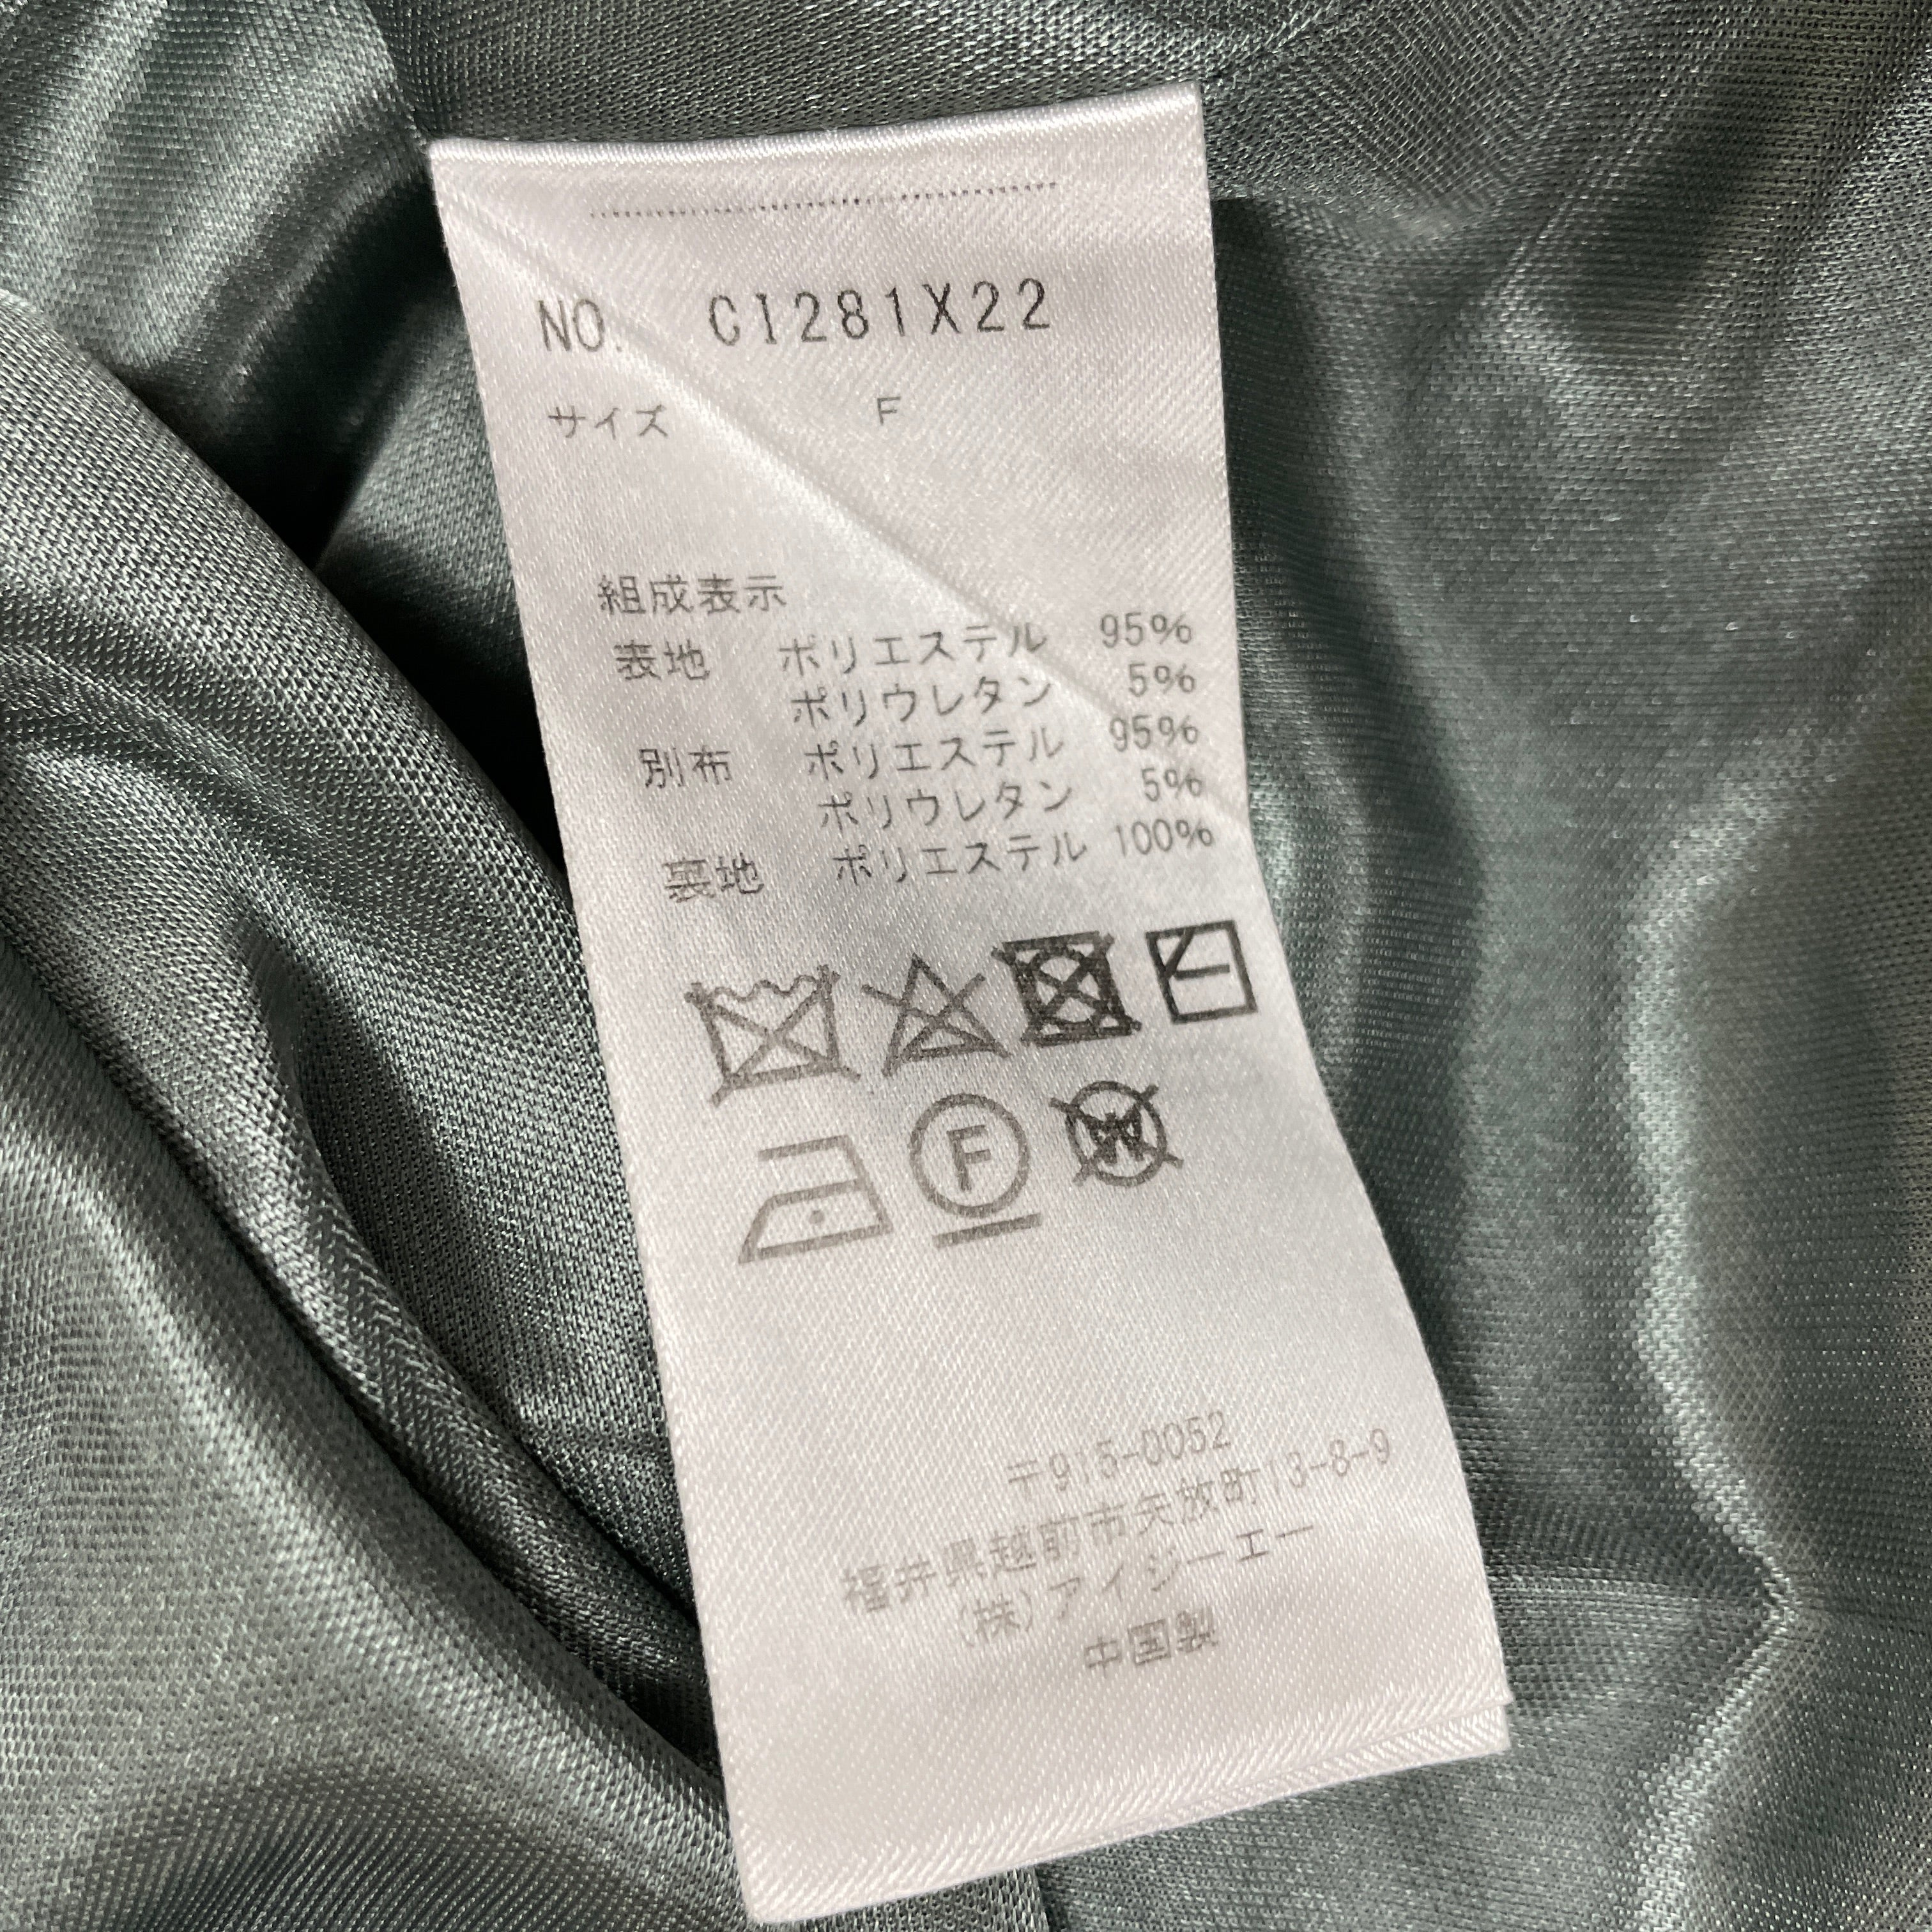 NO. CI281X22
サイズ F
組成表示
表地 ポリエステル 95%
ポリウレタン 5%
別布 ポリエステル 95%
ポリウレタン 5%
裏地 ポリエステル 100%
F
W
〒915-0052
福井県越前市矢放町13-8-9
(株)アイジーエー
中国製